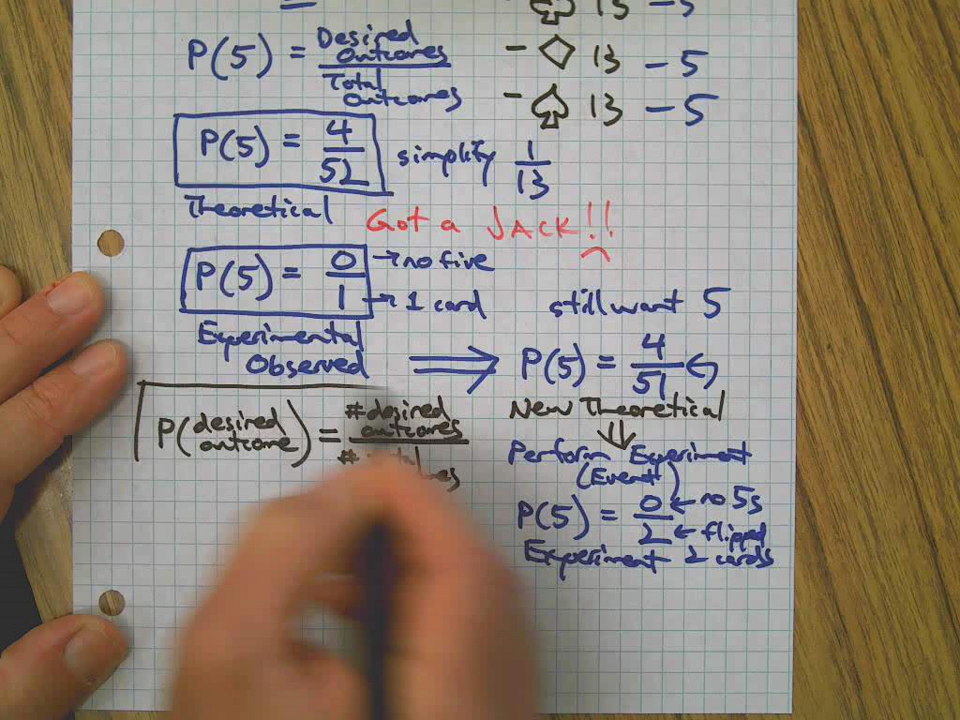 13 - 5
P(5) = Desired Outcomes / Total Outcomes
- ◇ 13 - 5
- ♤ 13 - 5
P(5) = 4/52 simplify 1/13
Theoretical
Got a JACK!!
P(5) = 0/1 → no five
→ 1 card
still want 5
Experimental
Observed
⇒ P(5) = 4/51
New Theoretical
P(desired outcome) = # desired outcomes / #
Perform Experiment
(Event)
P(5) = 0/2 ← no 5s
← flipped
Experiment 2 cards